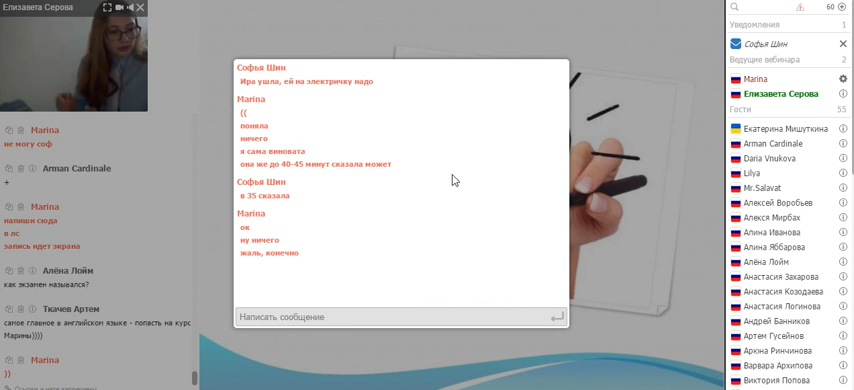 Елизавета Серова
Marina
не могу соф
Arman Cardinale
+
Marina
напиши сюда
в лс
запись идет экрана
Алёна Лойм
как экзамен назывался?
Ткачев Артем
самое главное в английском языке - попасть на курс
Марины))))
Marina
))
Софья Шин
Ира ушла, ей на электричку надо
Marina
((
поняла
ничего
я сама виновата
она же до 40-45 минут сказала может
Софья Шин
в 35 сказала
Marina
ок
ну ничего
жаль, конечно
Написать сообщение
60
Уведомления 1
Софья Шин
Ведущие вебинара 2
Marina
Елизавета Серова
Гости 55
Екатерина Мишуткина
Arman Cardinale
Daria Vnukova
Lilya
Mr.Salavat
Алексей Воробьев
Алекся Мирбах
Алина Иванова
Алина Яббарова
Алёна Лойм
Анастасия Захарова
Анастасия Козодаева
Анастасия Логинова
Андрей Банников
Артем Гусейнов
Арюна Ринчинова
Варвара Архипова
Виктория Попова